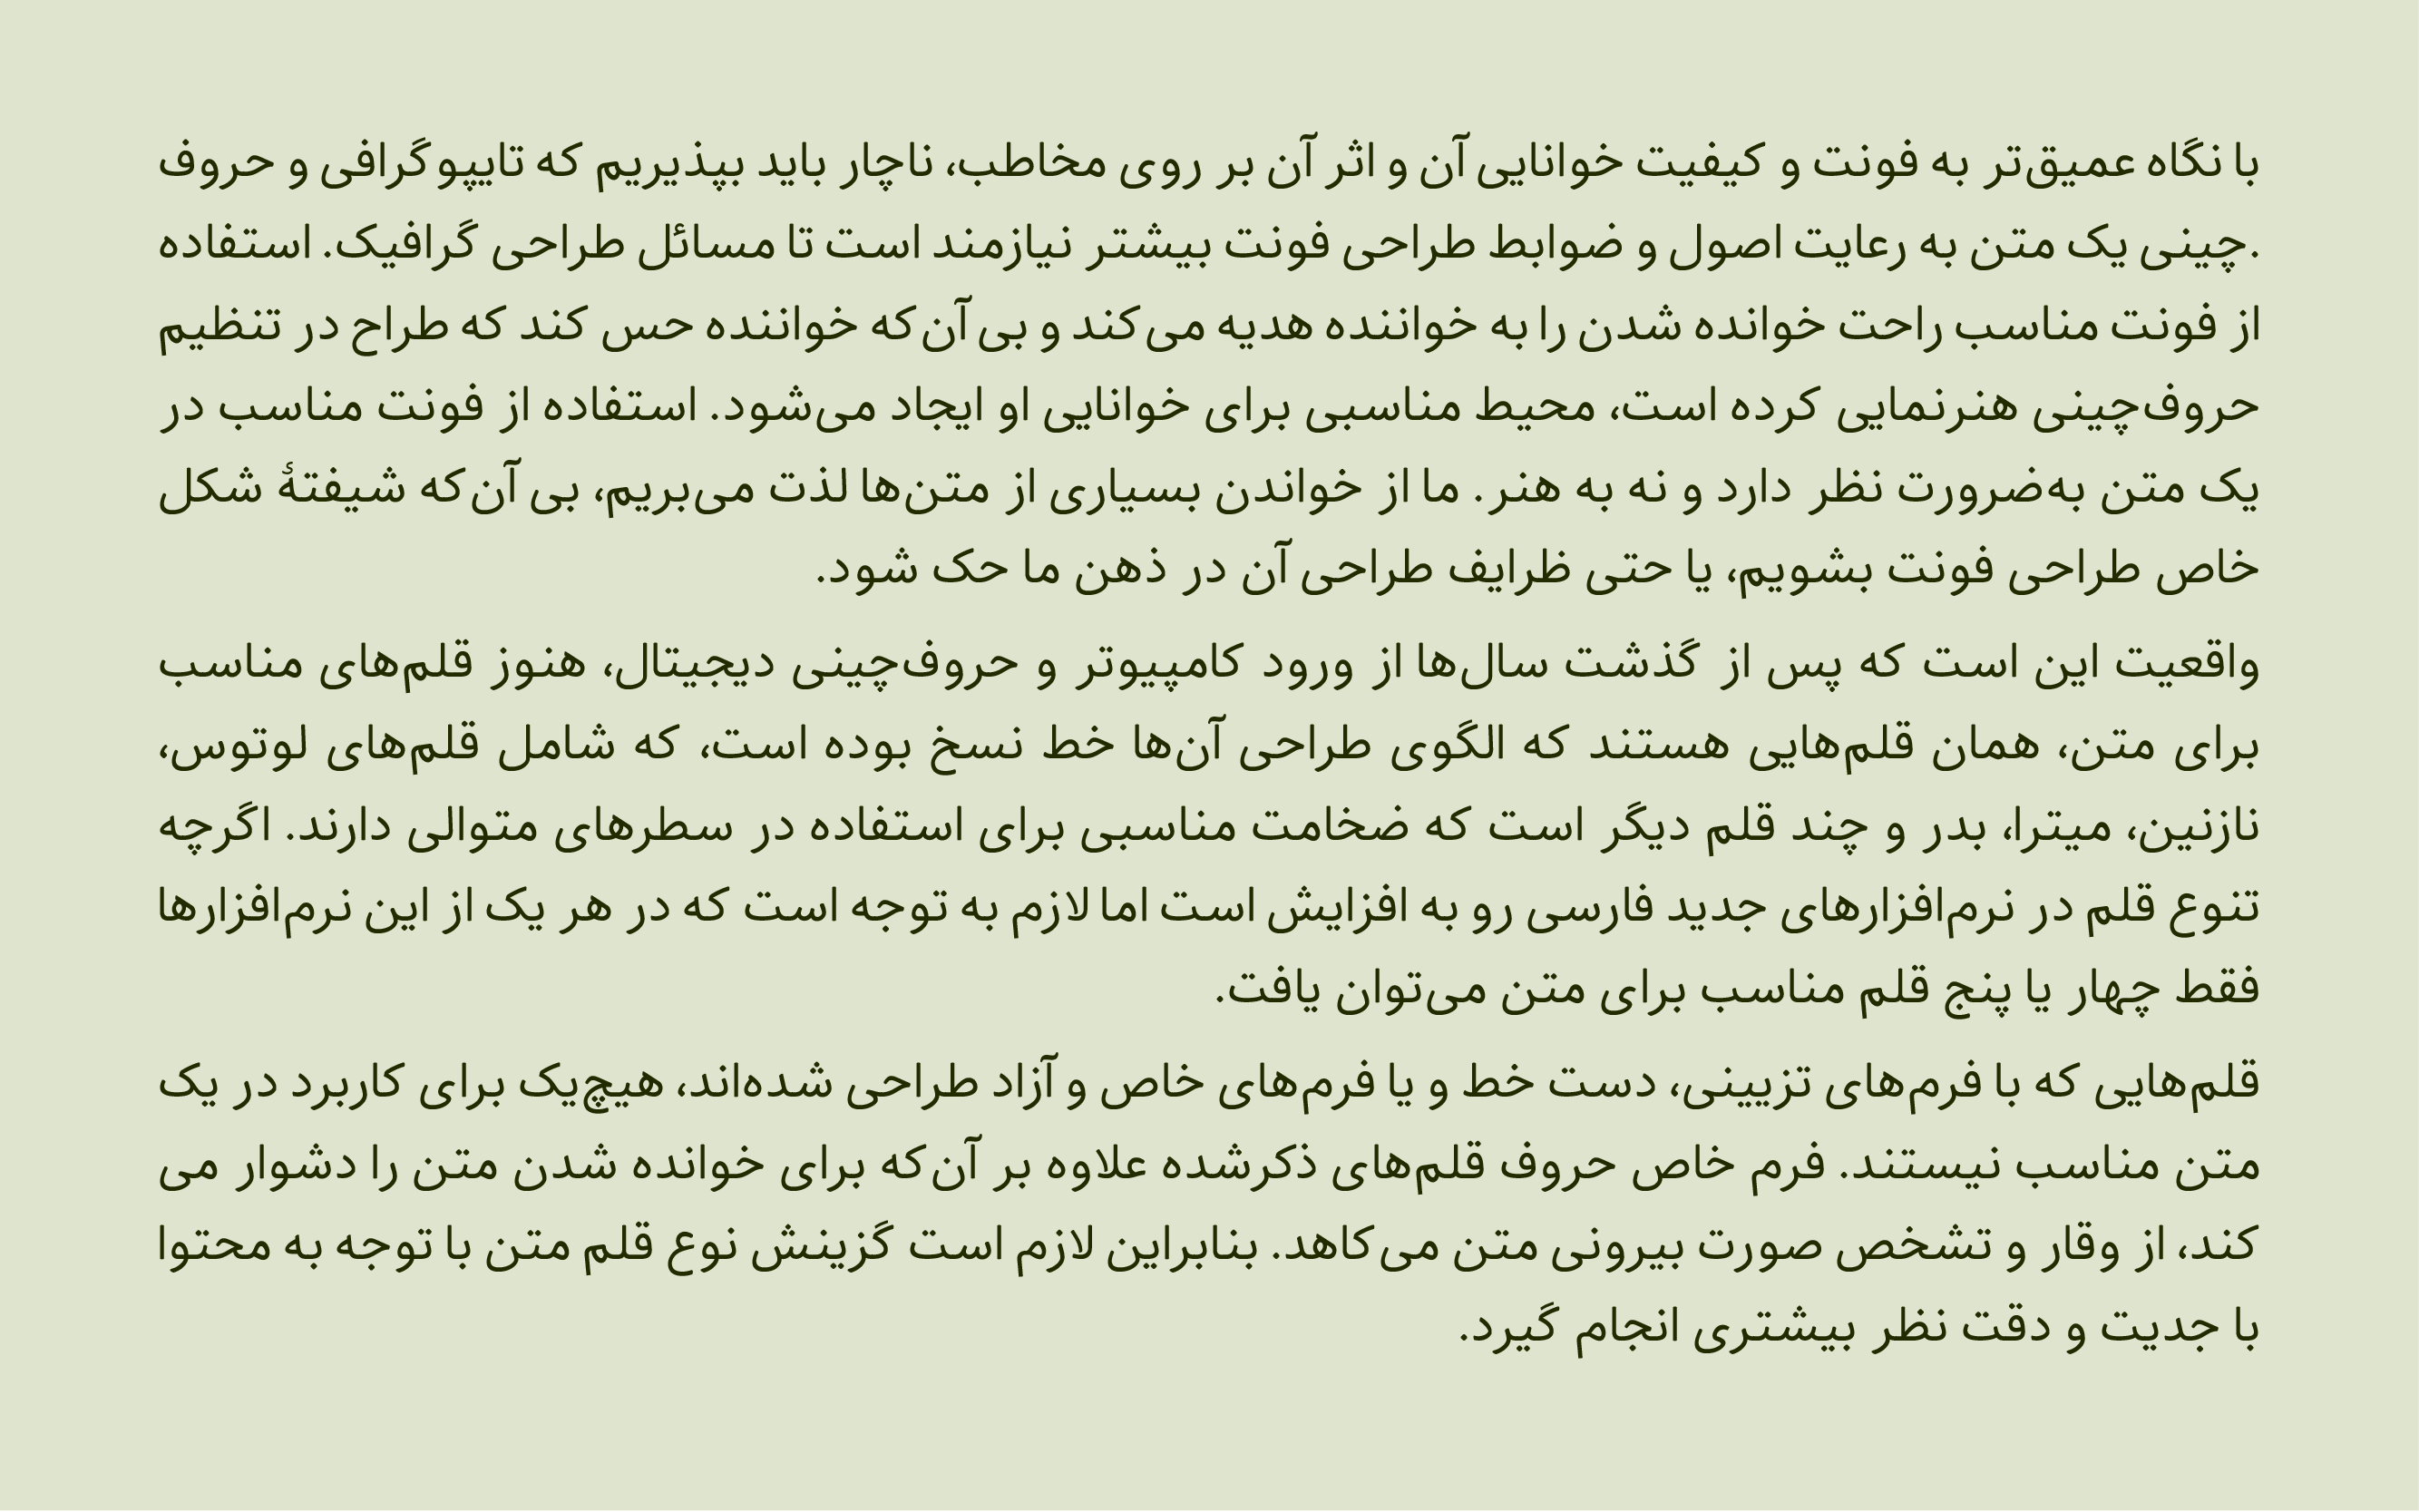 با نگاه عمیق‌تر به فونت و کیفیت خوانایی آن و اثر آن بر روی مخاطب، ناچار باید بپذیریم که تایپوگرافی و حروف
.چینی یک متن به رعایت اصول و ضوابط طراحی فونت بیشتر نیازمند است تا مسائل طراحی گرافیک. استفاده
از فونت مناسب راحت خوانده شدن را به خواننده هدیه می‌کند و بی‌آن‌که خواننده حس کند که طراح در تنظیم
حروف‌چینی هنرنمایی کرده است، محیط مناسبی برای خوانایی او ایجاد می‌شود. استفاده از فونت مناسب در
یک متن به‌ضرورت نظر دارد و نه به هنر. ما از خواندن بسیاری از متن‌ها لذت می‌بریم، بی آن‌که شیفتهٔ شکل
خاص طراحی فونت بشویم، یا حتی ظرایف طراحی آن در ذهن ما حک شود.
واقعیت این است که پس از گذشت سال‌ها از ورود کامپیوتر و حروف‌چینی دیجیتال، هنوز قلم‌های مناسب
برای متن، همان قلم‌هایی هستند که الگوی طراحی آن‌ها خط نسخ بوده است، که شامل قلم‌های لوتوس،
نازنین، میترا، بدر و چند قلم دیگر است که ضخامت مناسبی برای استفاده در سطرهای متوالی دارند. اگرچه
تنوع قلم در نرم‌افزارهای جدید فارسی رو به افزایش است اما لازم به توجه است که در هر یک از این نرم‌افزارها
فقط چهار یا پنج قلم مناسب برای متن می‌توان یافت.
قلم‌هایی که با فرم‌های تزیینی، دست خط و یا فرم‌های خاص و آزاد طراحی شده‌اند، هیچ‌یک برای کاربرد در یک
متن مناسب نیستند. فرم خاص حروف قلم‌های ذکرشده علاوه بر آن‌که برای خوانده شدن متن را دشوار می
کند، از وقار و تشخص صورت بیرونی متن می‌کاهد. بنابراین لازم است گزینش نوع قلم متن با توجه به محتوا
با جدیت و دقت نظر بیشتری انجام گیرد.